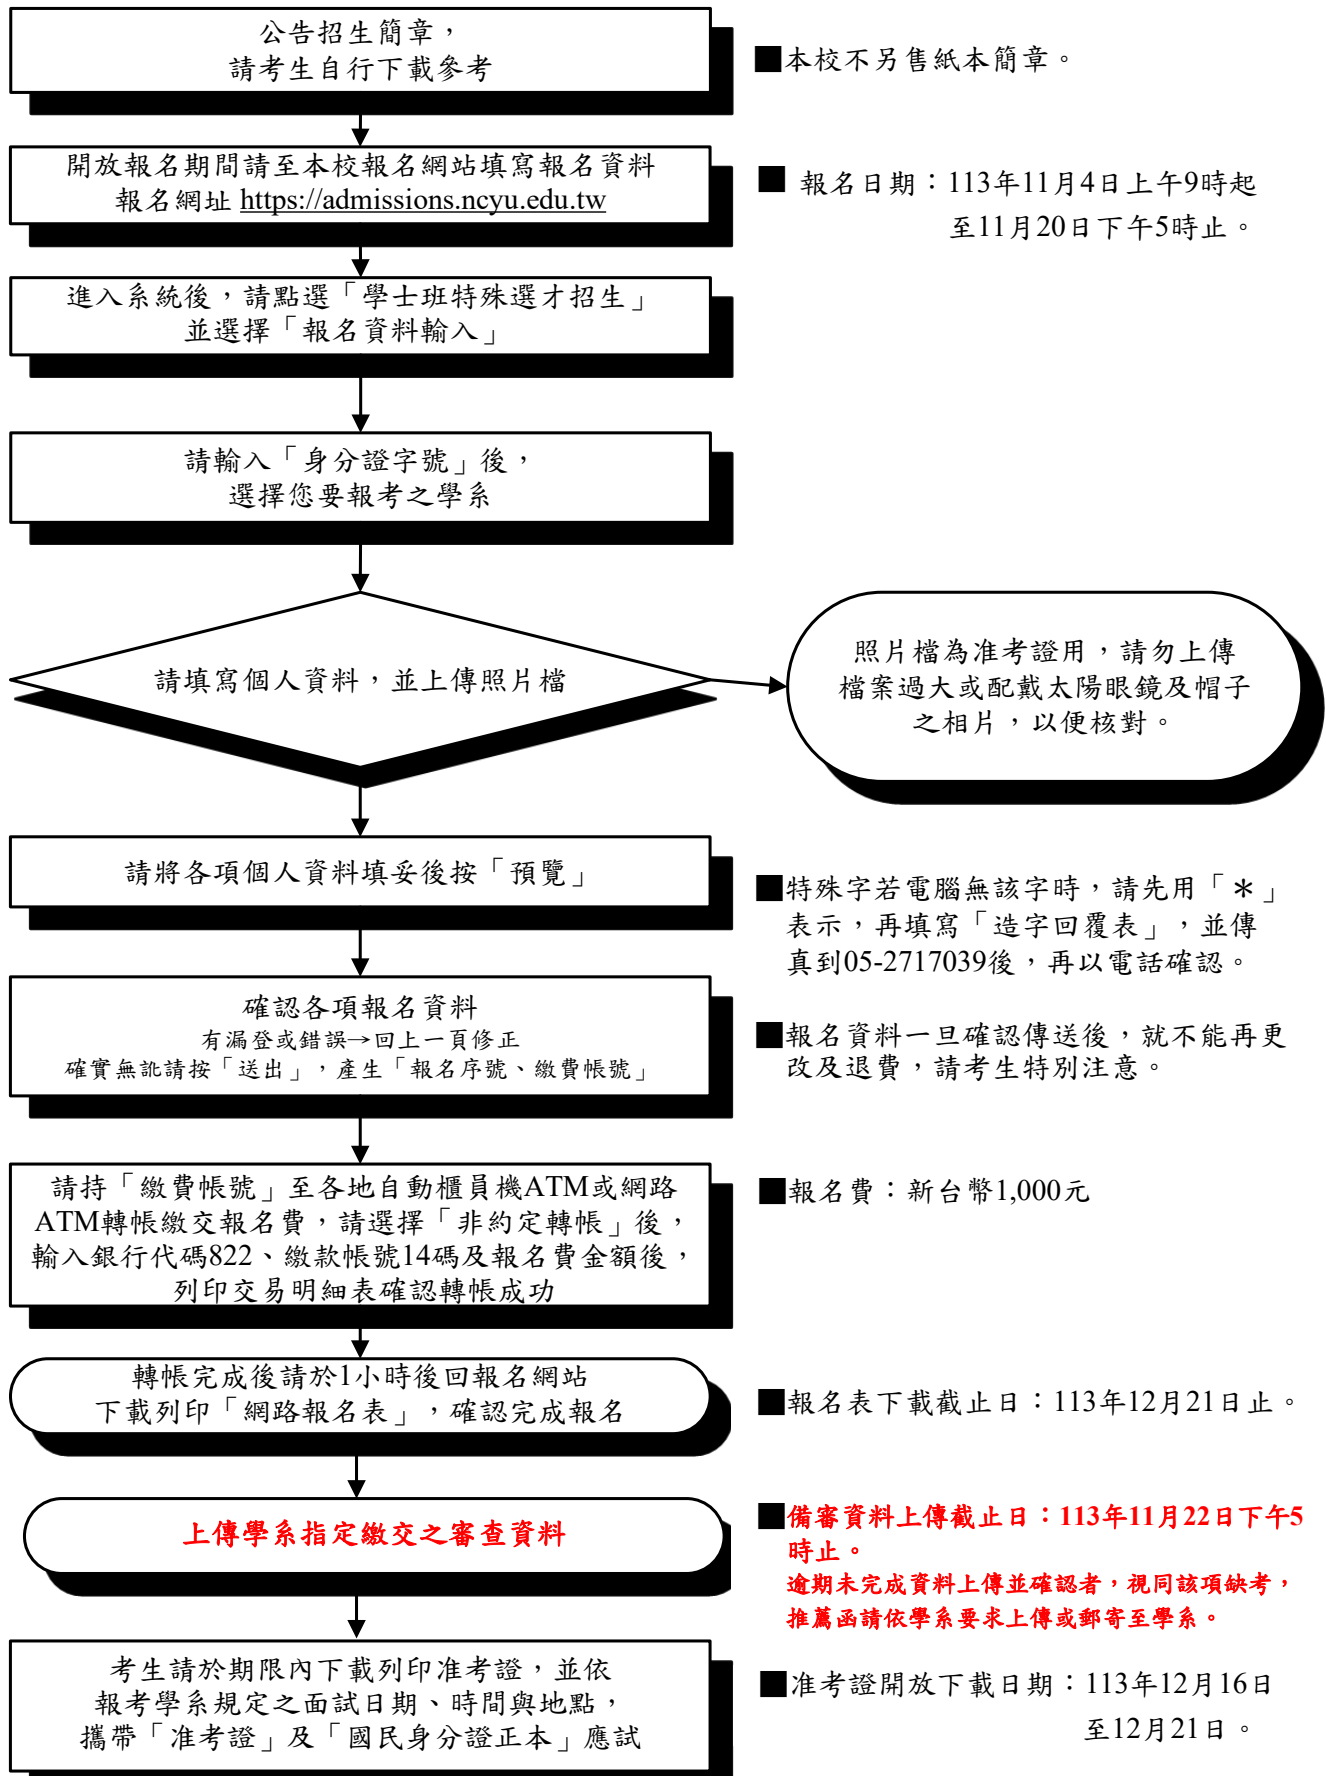 公告招生簡章，
請考生自行下載參考
■本校不另售紙本簡章。
開放報名期間請至本校報名網站填寫報名資料
報名網址 https://admissions.ncyu.edu.tw
■ 報名日期：113年11月4日上午9時起
至11月20日下午5時止。
進入系統後，請點選「學士班特殊選才招生」
並選擇「報名資料輸入」
請輸入「身分證字號」後，
選擇您要報考之學系
請填寫個人資料，並上傳照片檔
照片檔為准考證用，請勿上傳
檔案過大或配戴太陽眼鏡及帽子
之相片，以便核對。
請將各項個人資料填妥後按「預覽」
■特殊字若電腦無該字時，請先用「＊」
表示，再填寫「造字回覆表」，並傳
真到05-2717039後，再以電話確認。
確認各項報名資料
有漏登或錯誤→回上一頁修正
確實無訛請按「送出」，產生「報名序號、繳費帳號」
■報名資料一旦確認傳送後，就不能再更
改及退費，請考生特別注意。
請持「繳費帳號」至各地自動櫃員機ATM或網路
ATM轉帳繳交報名費，請選擇「非約定轉帳」後，
輸入銀行代碼822、繳款帳號14碼及報名費金額後，
列印交易明細表確認轉帳成功
■報名費：新台幣1,000元
轉帳完成後請於1小時後回報名網站
下載列印「網路報名表」，確認完成報名
■報名表下載截止日：113年12月21日止。
上傳學系指定繳交之審查資料
■備審資料上傳截止日：113年11月22日下午5
時止。
逾期未完成資料上傳並確認者，視同該項缺考，
推薦函請依學系要求上傳或郵寄至學系。
考生請於期限內下載列印准考證，並依
報考學系規定之面試日期、時間與地點，
攜帶「准考證」及「國民身分證正本」應試
■准考證開放下載日期：113年12月16日
至12月21日。